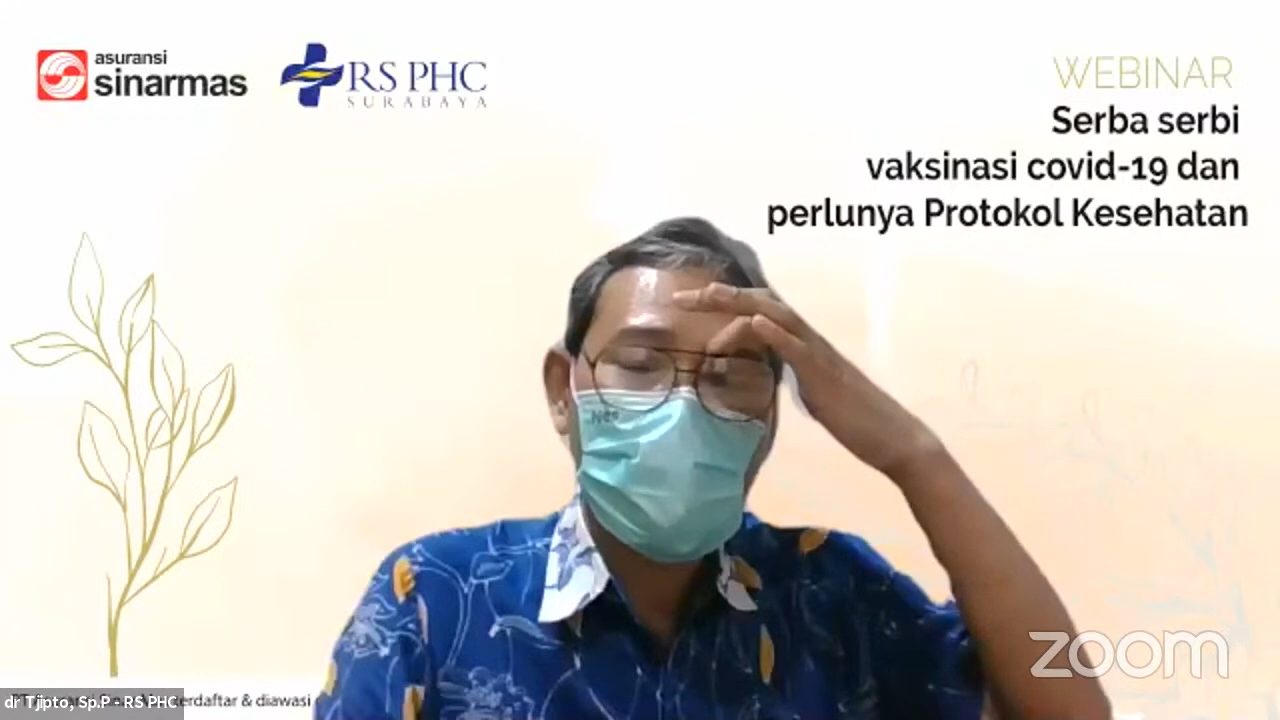 asuransi
sinarmas
RS PHC
SURABAYA
WEBINAR
Serba serbi
vaksinasi covid-19 dan
perlunya Protokol Kesehatan
zoom
dr Tjipto, Sp.P - RS PHC
terdaftar & diawasi